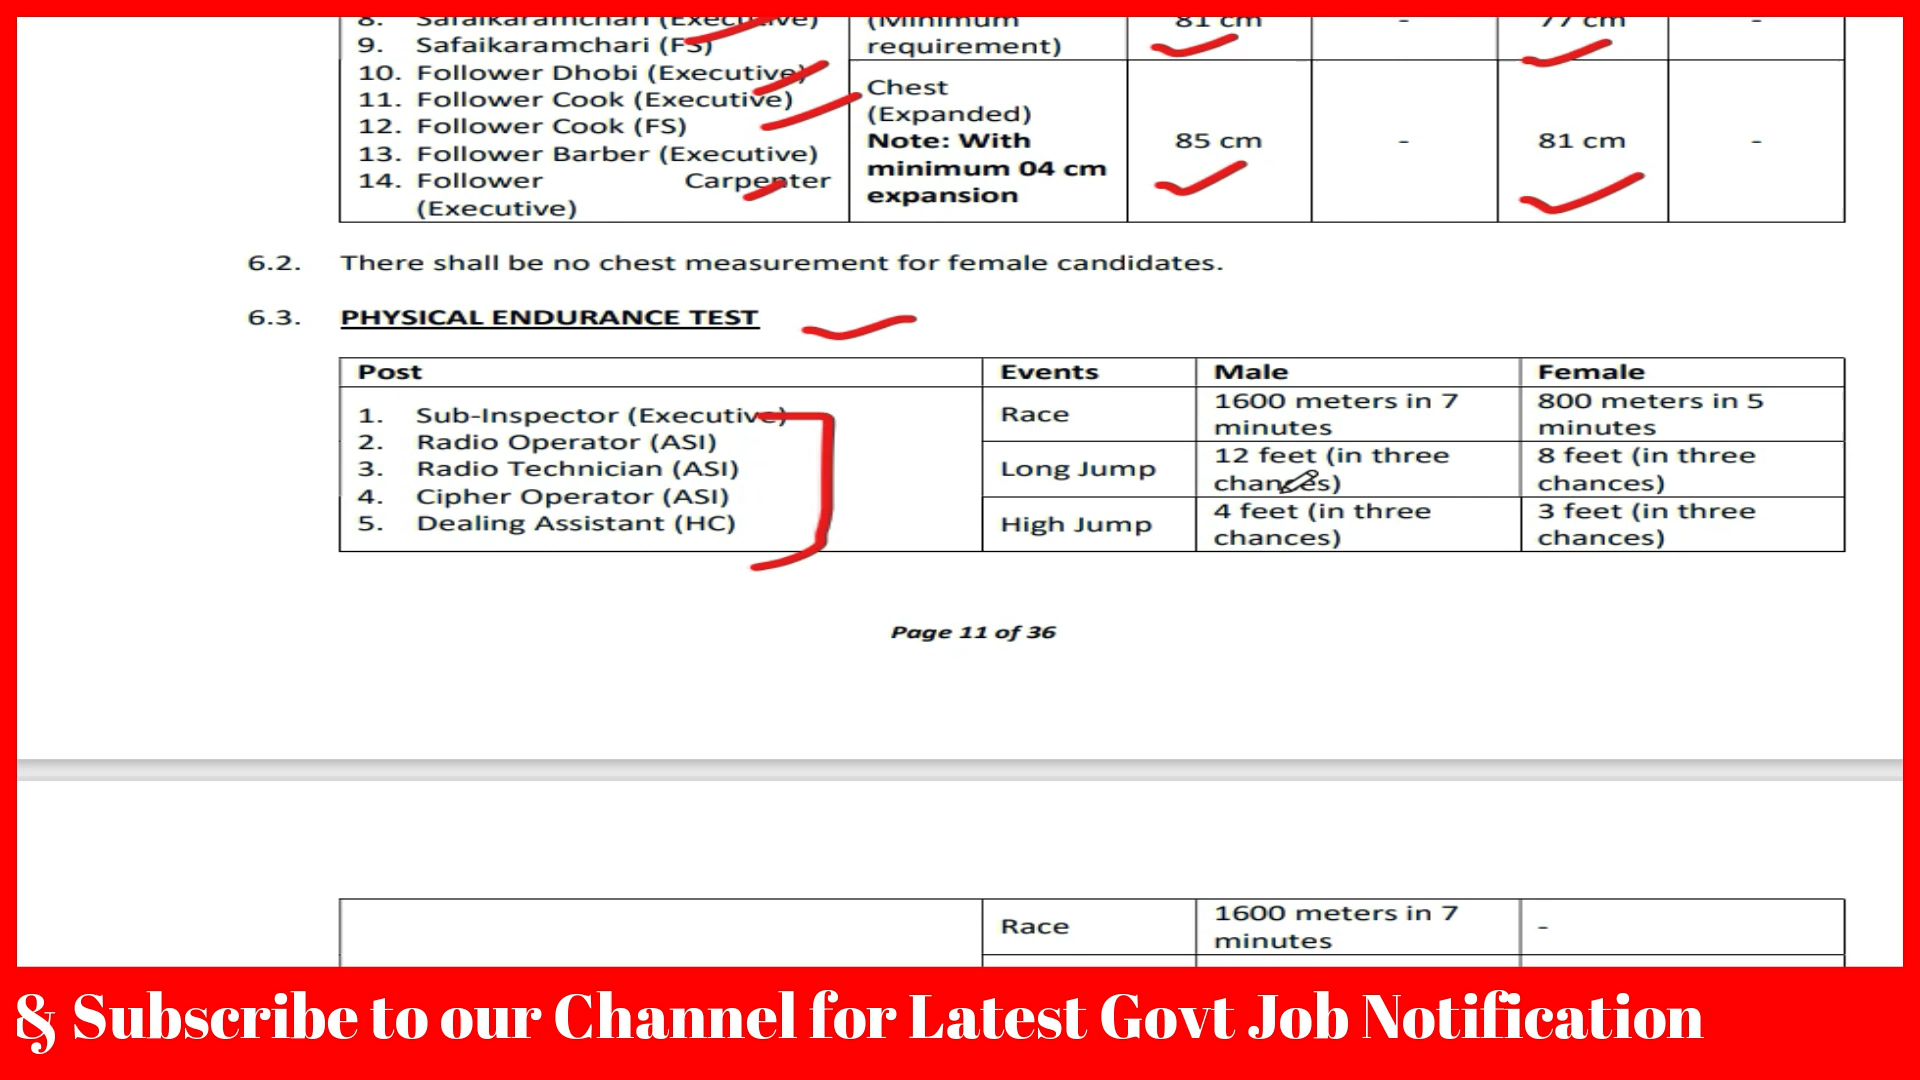 8. Safaikaramchari (Executive) (Minimum 81 cm - 77 cm -
9. Safaikaramchari (FS) requirement)
10. Follower Dhobi (Executive)
11. Follower Cook (Executive)
12. Follower Cook (FS)
13. Follower Barber (Executive)
14. Follower Carpenter
(Executive)
Chest
(Expanded)
Note: With
minimum 04 cm
expansion
85 cm - 81 cm -
6.2. There shall be no chest measurement for female candidates.
6.3. PHYSICAL ENDURANCE TEST
Post Events Male Female
1. Sub-Inspector (Executive)
2. Radio Operator (ASI)
3. Radio Technician (ASI)
4. Cipher Operator (ASI)
5. Dealing Assistant (HC)
Race 1600 meters in 7 800 meters in 5
minutes minutes
Long Jump 12 feet (in three 8 feet (in three
chances) chances)
High Jump 4 feet (in three 3 feet (in three
chances) chances)
Page 11 of 36
Race 1600 meters in 7 -
minutes
& Subscribe to our Channel for Latest Govt Job Notification